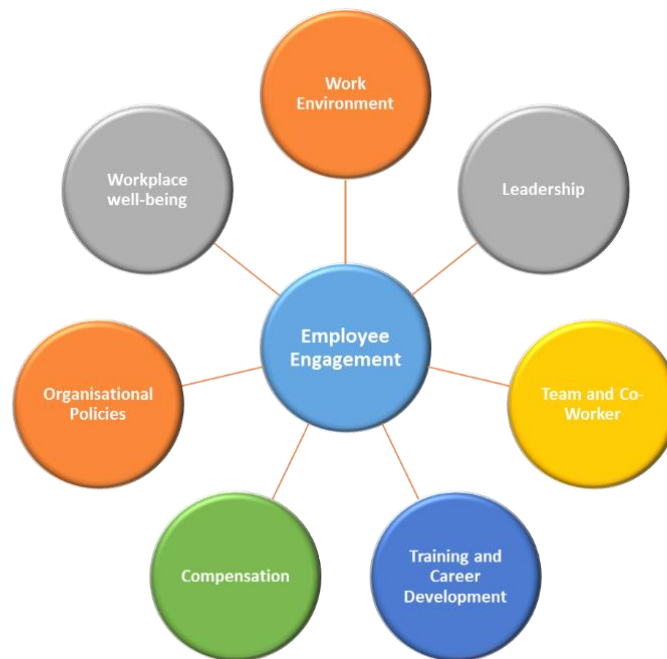 Work
Environment
Leadership
Team and Co-
Worker
Training and
Career
Development
Compensation
Organisational
Policies
Workplace
well-being
Employee
Engagement